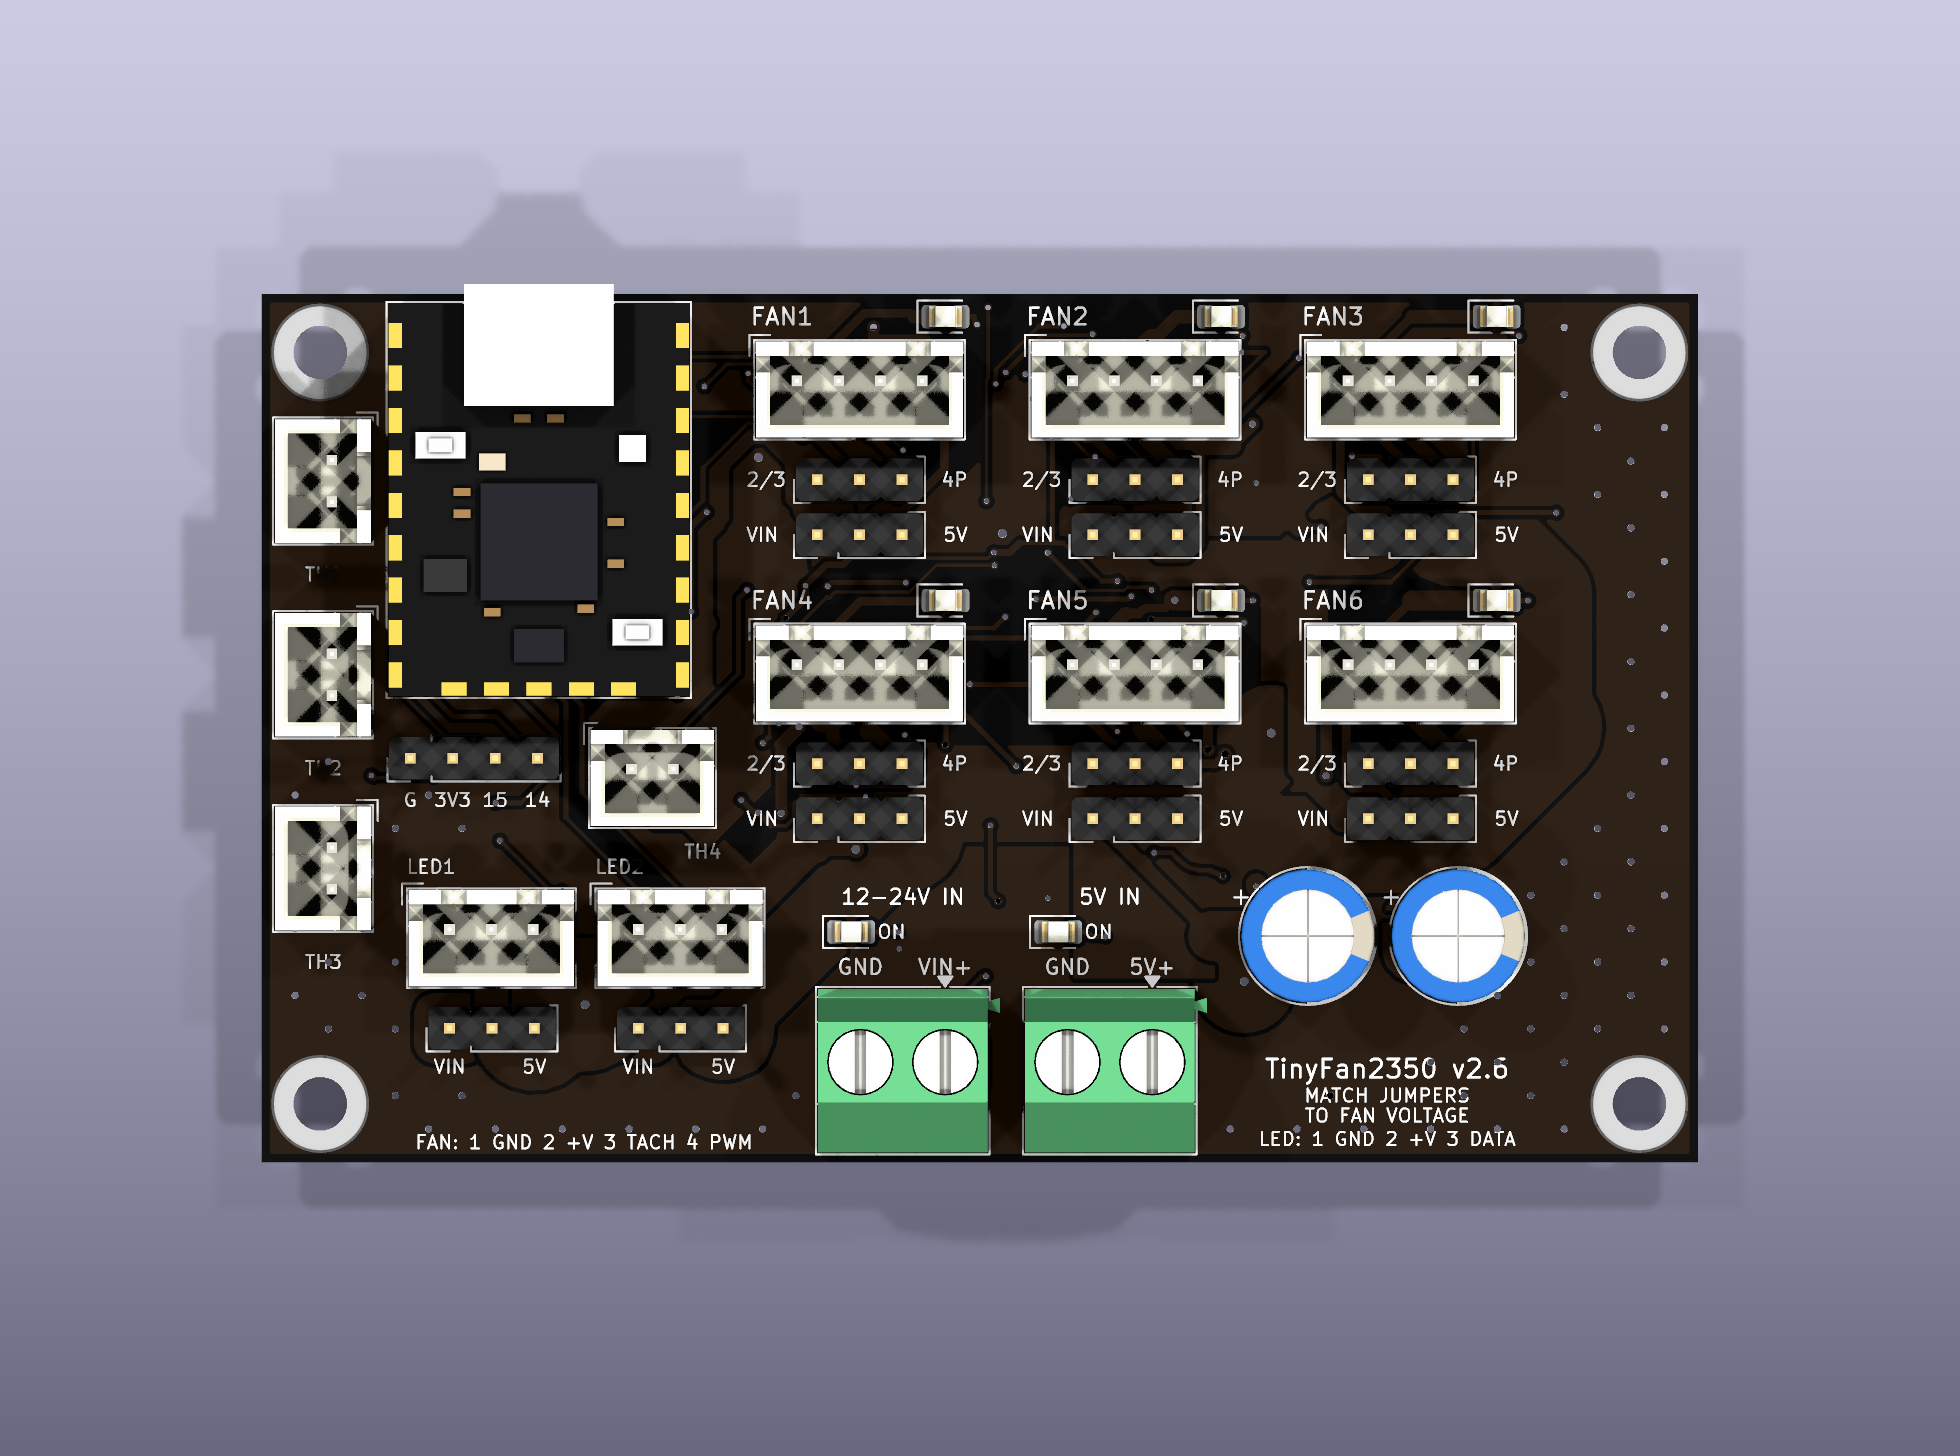 FAN1
FAN2
FAN3
2/3 4P
2/3 4P
2/3 4P
VIN 5V
VIN 5V
VIN 5V
FAN4
FAN5
FAN6
2/3 4P
2/3 4P
2/3 4P
VIN 5V
VIN 5V
VIN 5V
TH2
G 3V3 15 14
TH4
TH3
LED1
LED2
VIN 5V
VIN 5V
12-24V IN
ON
GND VIN+
5V IN
ON
GND 5V+
+
+
FAN: 1 GND 2 +V 3 TACH 4 PWM
TinyFan2350 v2.6
MATCH JUMPERS
TO FAN VOLTAGE
LED: 1 GND 2 +V 3 DATA